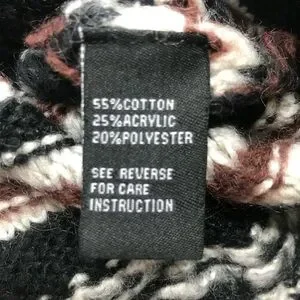 55%COTTON
25%ACRYLIC
20%POLYESTER
SEE REVERSE
FOR CARE
INSTRUCTION